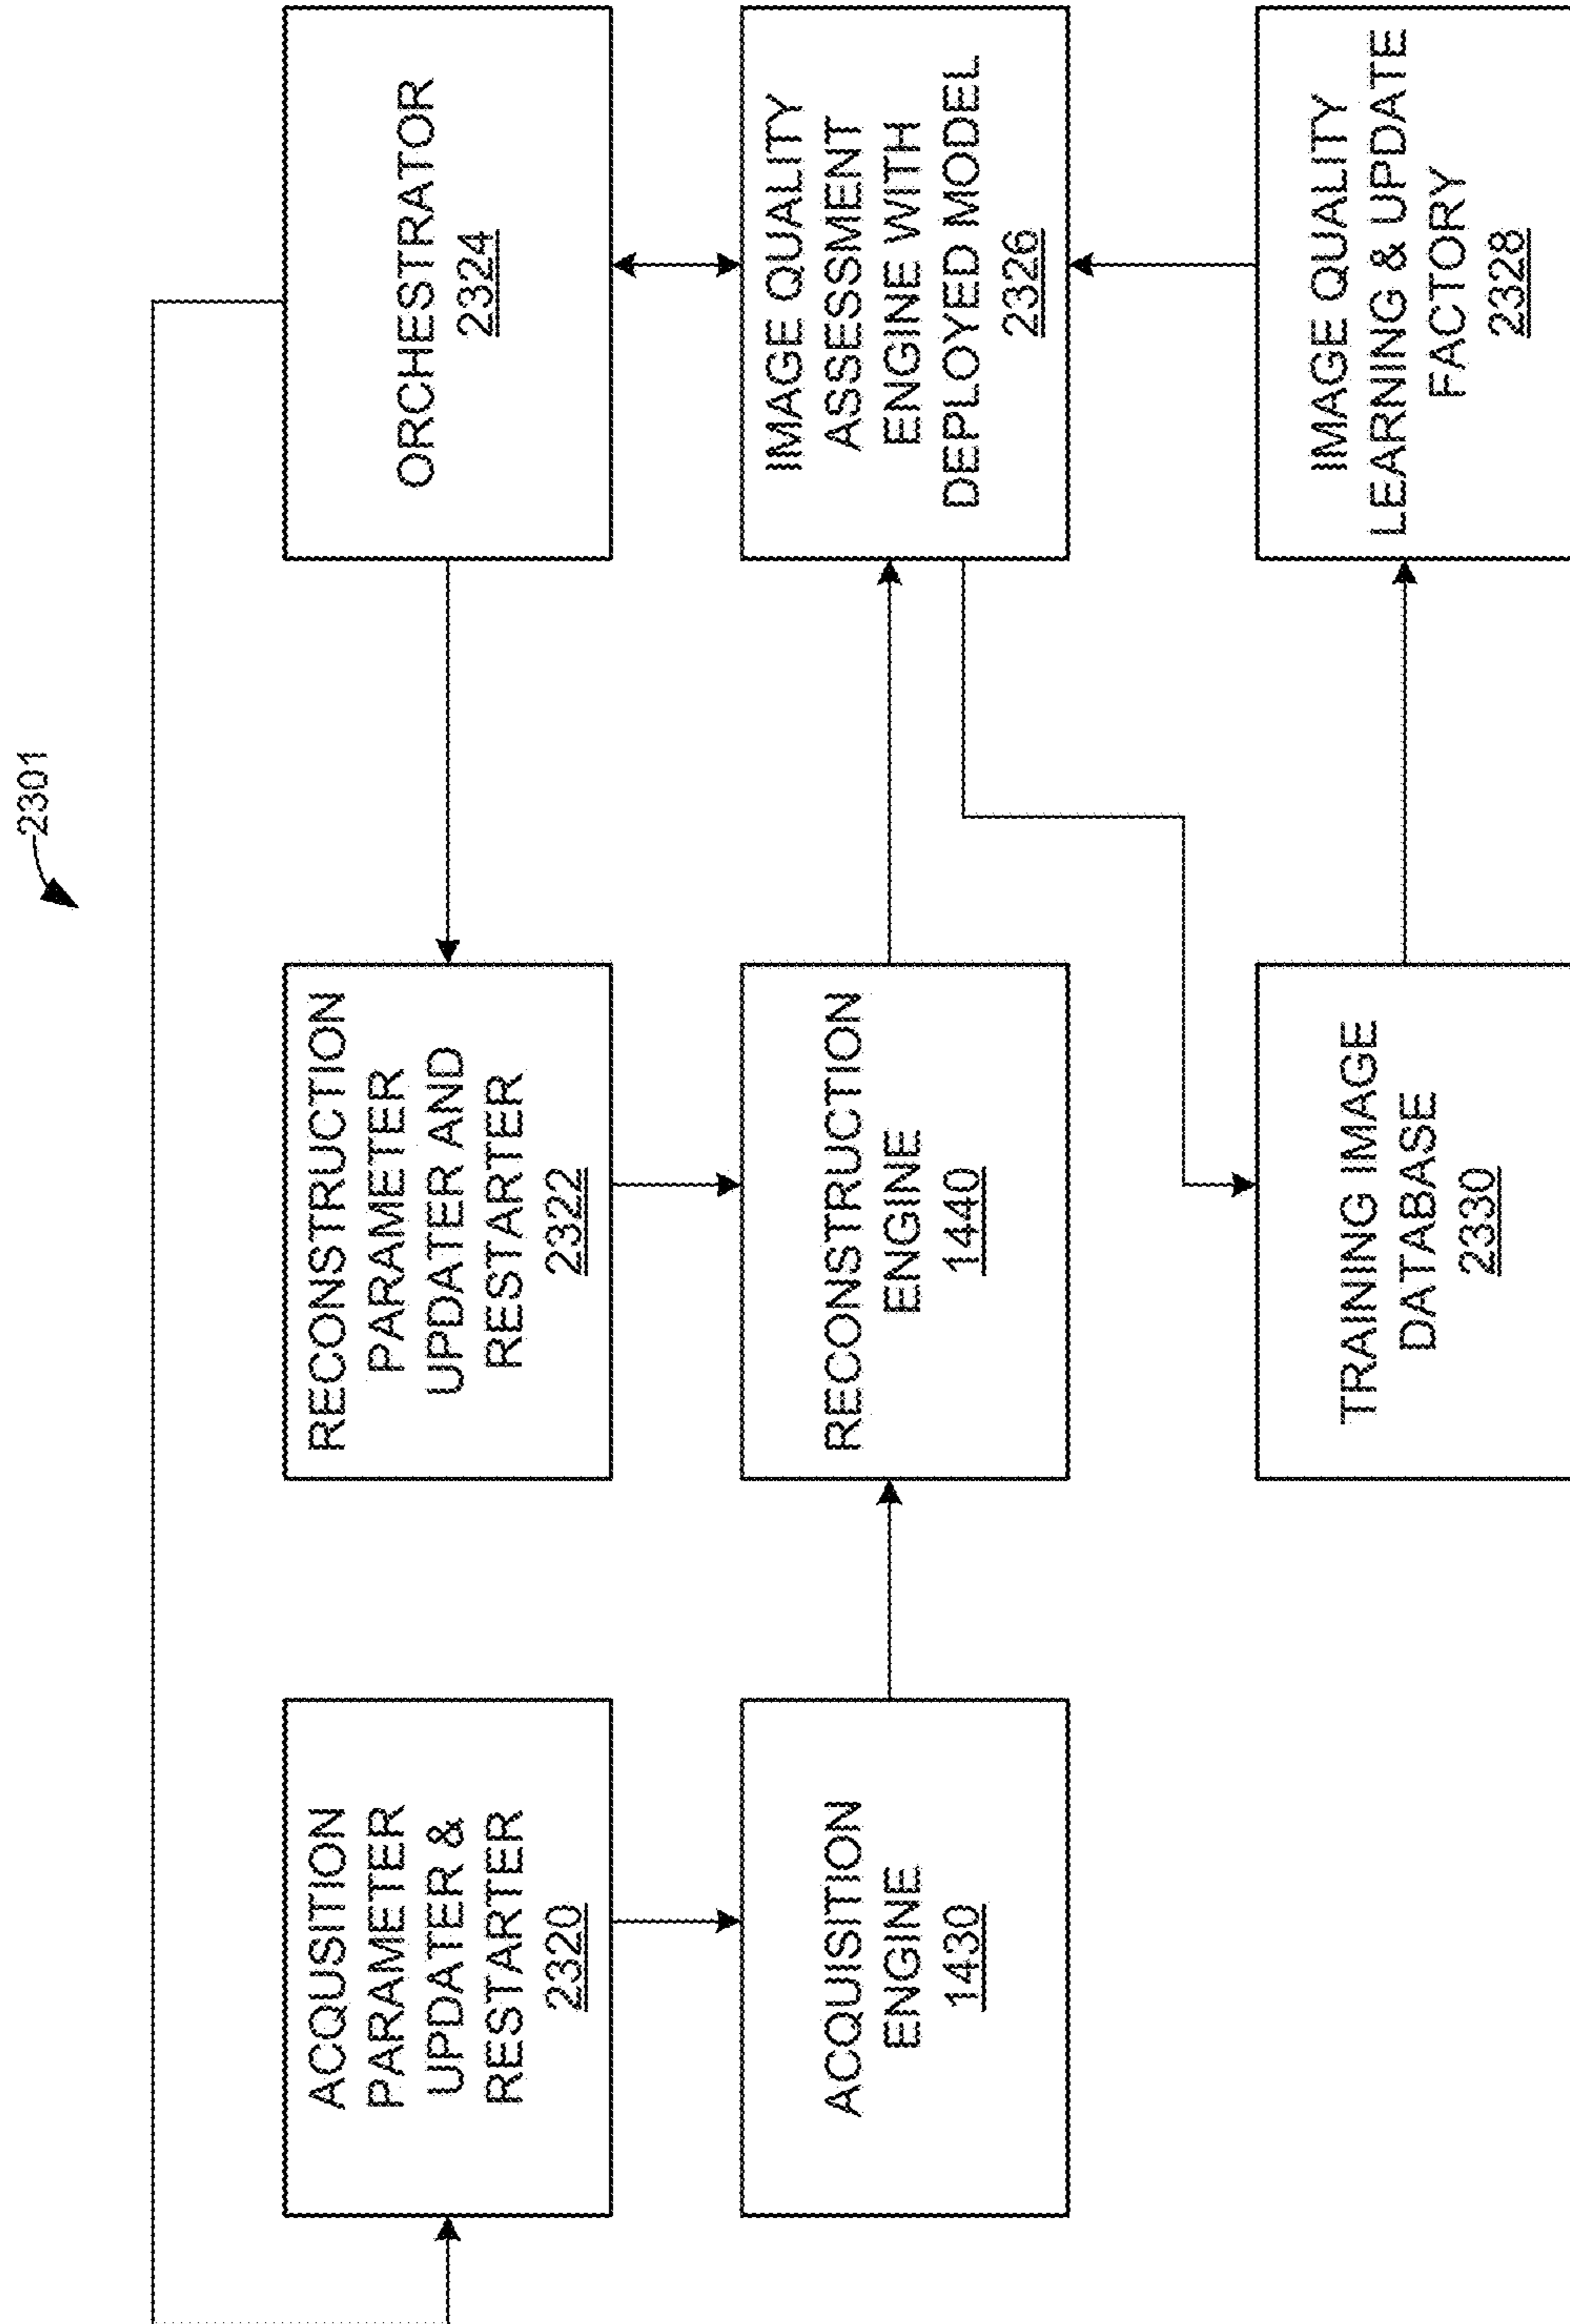 2301
ACQUSITION
PARAMETER
UPDATER &
RESTARTER
2320
RECONSTRUCTION
PARAMETER
UPDATER AND
RESTARTER
2322
ORCHESTRATOR
2324
ACQUISITION
ENGINE
1430
RECONSTRUCTION
ENGINE
1440
IMAGE QUALITY
ASSESSMENT
ENGINE WITH
DEPLOYED MODEL
2326
TRAINING IMAGE
DATABASE
2330
IMAGE QUALITY
LEARNING & UPDATE
FACTORY
2328